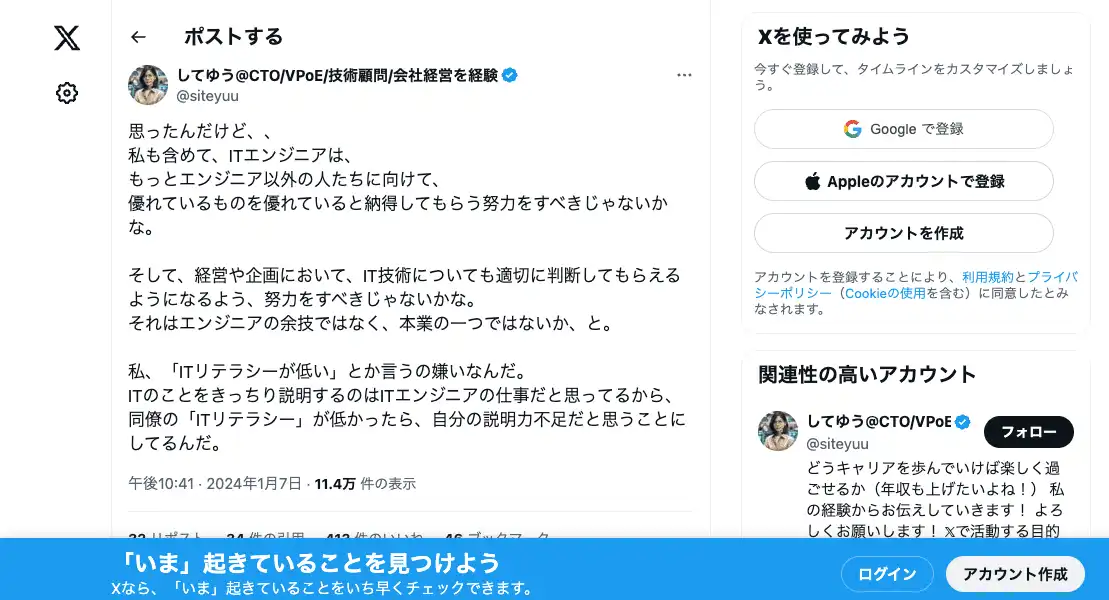 ポストする
してゆう@CTO/VPoE/技術顧問/会社経営を経験
@siteyuu
思ったんだけど、、
私も含めて、ITエンジニアは、
もっとエンジニア以外の人たちに向けて、
優れているものを優れていると納得してもらう努力をすべきじゃないか
な。
そして、経営や企画において、IT技術についても適切に判断してもらえる
ようになるよう、努力をすべきじゃないかな。
それはエンジニアの余技ではなく、本業の一つではないか、と。
私、「ITリテラシーが低い」とか言うの嫌いなんだ。
ITのことをきっちり説明するのはITエンジニアの仕事だと思ってるから、
同僚の「ITリテラシー」が低かったら、自分の説明力不足だと思うことに
してるんだ。
午後10:41 · 2024年1月7日 · 11.4万 件の表示
Xを使ってみよう
今すぐ登録して、タイムラインをカスタマイズしましょ
う。
Google で登録
Appleのアカウントで登録
アカウントを作成
アカウントを登録することにより、利用規約とプライバ
シーポリシー（Cookieの使用を含む）に同意したとみ
なされます。
関連性の高いアカウント
してゆう@CTO/VPoE
@siteyuu
フォロー
どうキャリアを歩んでいけば楽しく過
ごせるか（年収も上げたいよね！） 私
の経験からお伝えしていきます！ よろ
しくお願いします！ 𝕏で活動する目的
「いま」起きていることを見つけよう
Xなら、「いま」起きていることをいち早くチェックできます。
ログイン
アカウント作成